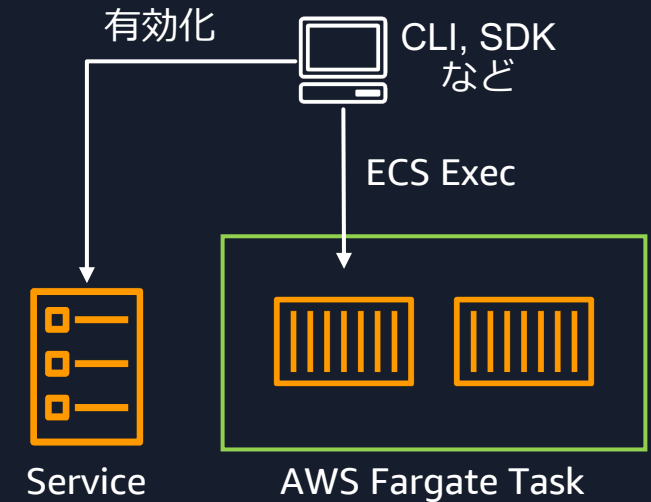 有効化
CLI, SDK
など
ECS Exec
Service
AWS Fargate Task